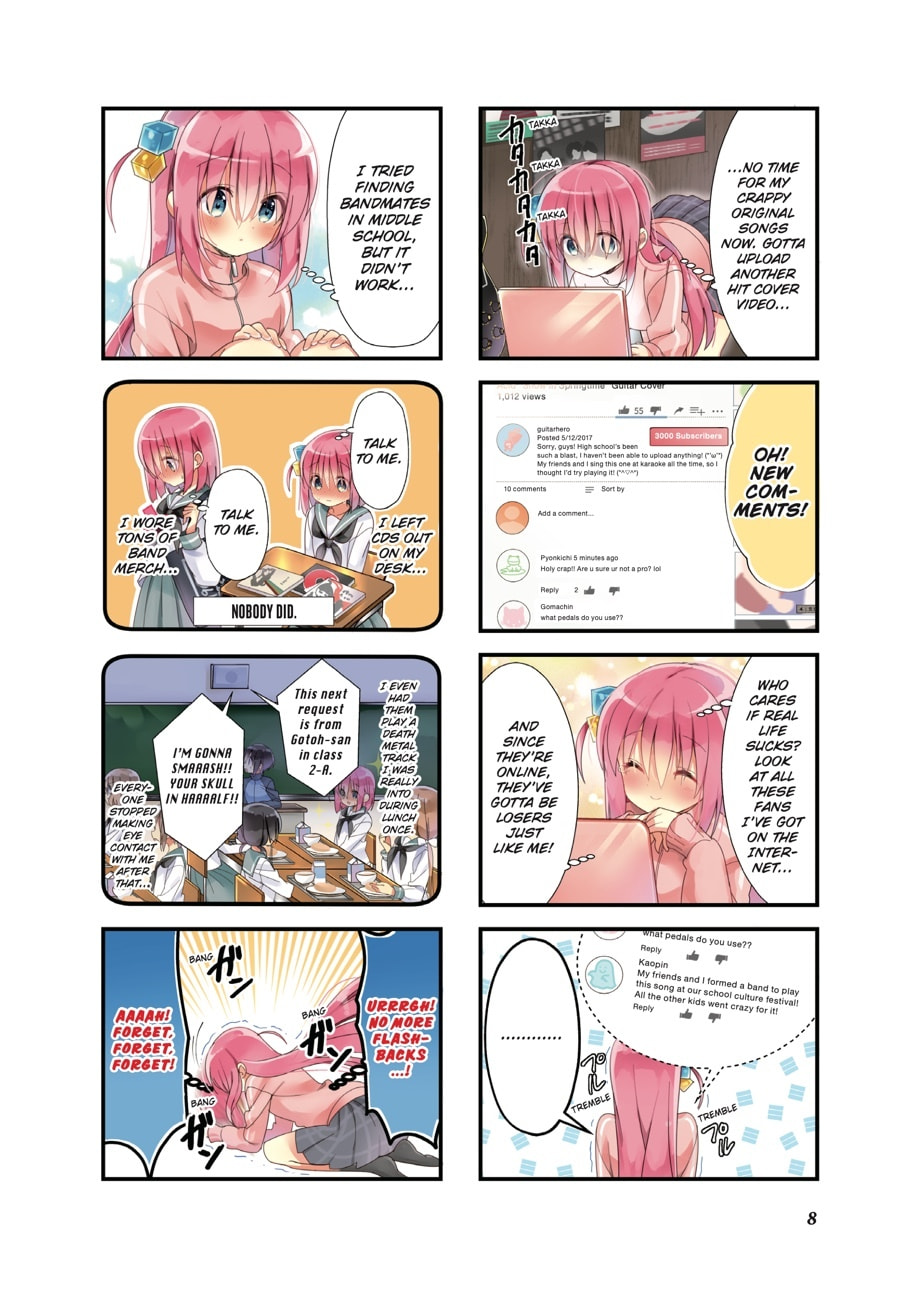 ...NO TIME
FOR MY
CRAPPY
ORIGINAL
SONGS
NOW. GOTTA
UPLOAD
ANOTHER
HIT COVER
VIDEO...
カタカタカタ
TAKKA
TAKKA
TAKKA
OH!
NEW
COM-
MENTS!
Springtime" Guitar Cover
1,012 views
55
guitarhero
Posted 5/12/2017
3000 Subscribers
Sorry, guys! High school's been
such a blast, I haven't been able to upload anything! (*'ω'*)
My friends and I sing this one at karaoke all the time, so I
thought I'd try playing it! (*^▽^*)
10 comments
Sort by
Add a comment...
Pyonkichi 5 minutes ago
Holy crap!! Are u sure ur not a pro? lol
Reply 2
Gomachin
what pedals do you use??
WHO
CARES
IF REAL
LIFE
SUCKS?
LOOK
AT ALL
THESE
FANS
I'VE GOT
ON THE
INTER-
NET...
AND
SINCE
THEY'RE
ONLINE,
THEY'VE
GOTTA BE
LOSERS
JUST
LIKE ME!
what pedals do you use??
Reply
Kaopin
My friends and I formed a band to play
this song at our school culture festival!
All the other kids went crazy for it!
Reply
.............
プル
TREMBLE
TREMBLE
プル
I TRIED
FINDING
BANDMATES
IN MIDDLE
SCHOOL,
BUT IT
DIDN'T
WORK...
TALK
TO ME.
I LEFT
CDS OUT
ON MY
DESK...
TALK
TO ME.
I WORE
TONS OF
BAND
MERCH...
NOBODY DID.
I EVEN
HAD
THEM
PLAY A
DEATH
METAL
TRACK
I WAS
REALLY
INTO
DURING
LUNCH
ONCE.
This next
request
is from
Gotoh-san
in class
2-A.
I'M GONNA
SMAAASH!!
YOUR SKULL
IN HAAAALF!!
EVERY-
ONE
STOPPED
MAKING
EYE
CONTACT
WITH ME
AFTER
THAT...
URRRGH!
NO MORE
FLASH-
BACKS
...!
BANG
ガン
BANG
ガン
BANG
ガン
AAAAH!
FORGET,
FORGET,
FORGET!
8